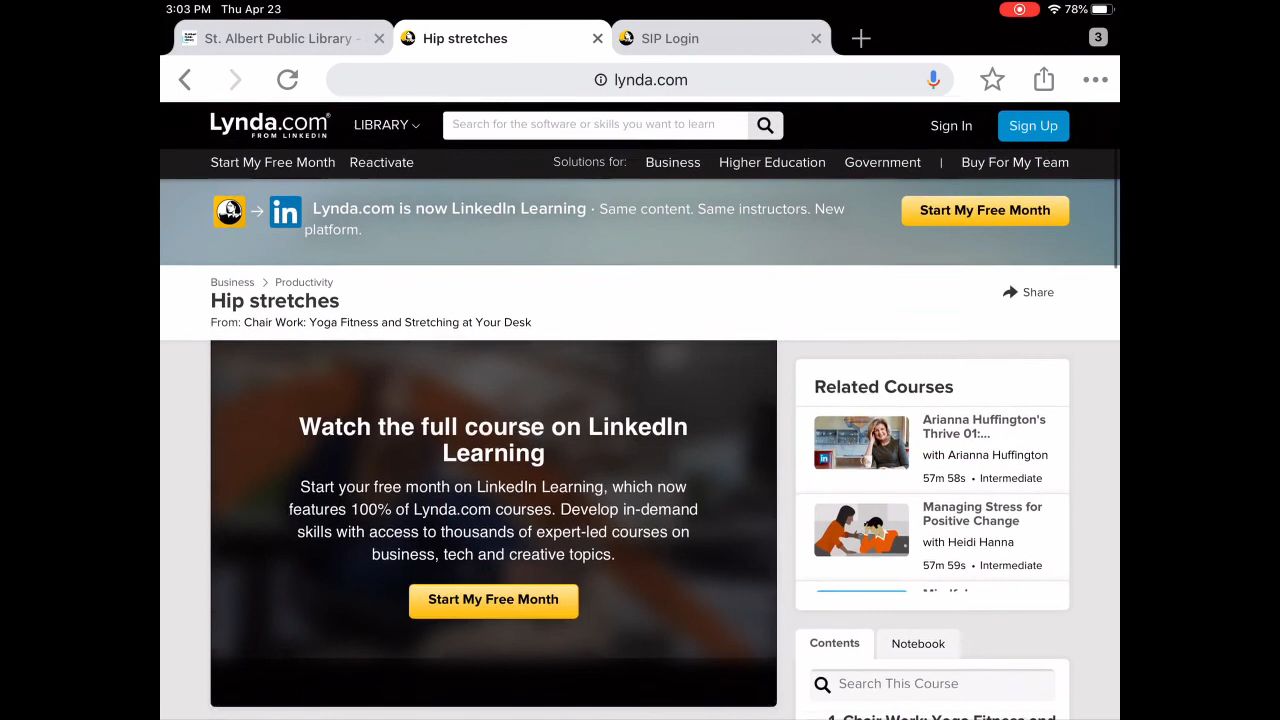 3:03 PM Thu Apr 23
78%
St. Albert Public Library -
Hip stretches
SIP Login
3
lynda.com
Lynda.com®
FROM LINKEDIN
LIBRARY
Search for the software or skills you want to learn
Sign In
Sign Up
Start My Free Month
Reactivate
Solutions for:
Business
Higher Education
Government
|
Buy For My Team
in
Lynda.com is now LinkedIn Learning · Same content. Same instructors. New
platform.
Start My Free Month
Business > Productivity
Hip stretches
From: Chair Work: Yoga Fitness and Stretching at Your Desk
Share
Watch the full course on LinkedIn
Learning
Start your free month on LinkedIn Learning, which now
features 100% of Lynda.com courses. Develop in-demand
skills with access to thousands of expert-led courses on
business, tech and creative topics.
Start My Free Month
Related Courses
in
Arianna Huffington's
Thrive 01:...
with Arianna Huffington
57m 58s • Intermediate
Managing Stress for
Positive Change
with Heidi Hanna
57m 59s • Intermediate
Contents
Notebook
Search This Course
1. Chair Work: Yoga Fitness and